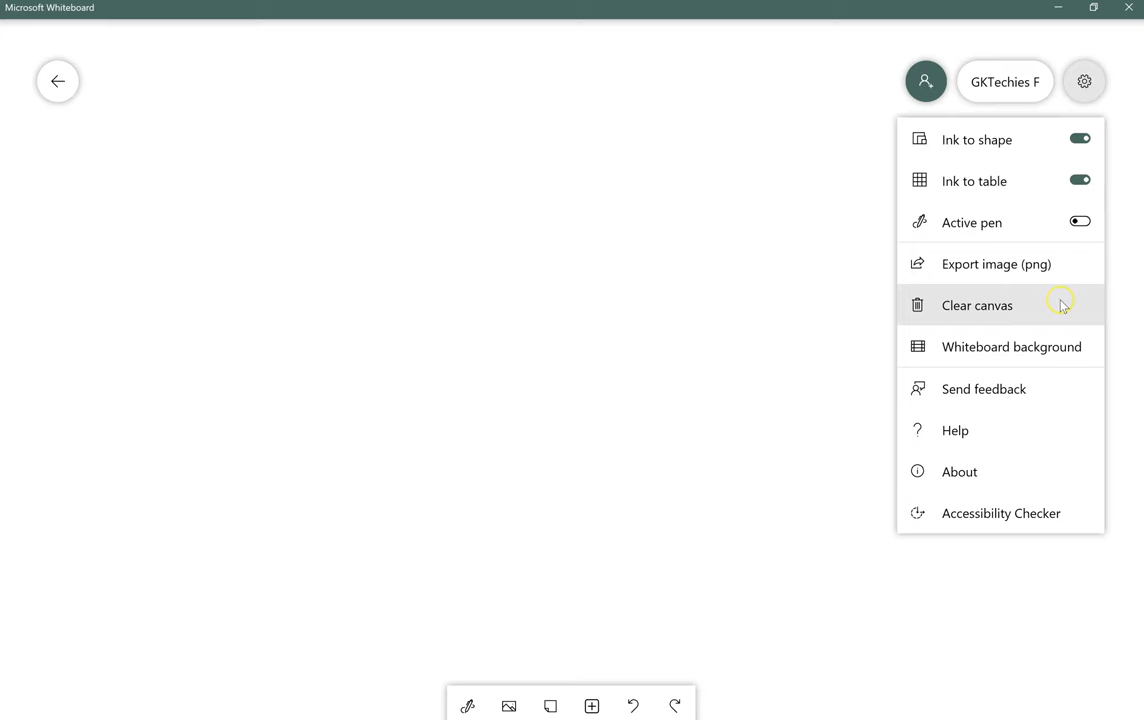 Microsoft Whiteboard
GKTechies F
Ink to shape
Ink to table
Active pen
Export image (png)
Clear canvas
Whiteboard background
Send feedback
Help
About
Accessibility Checker